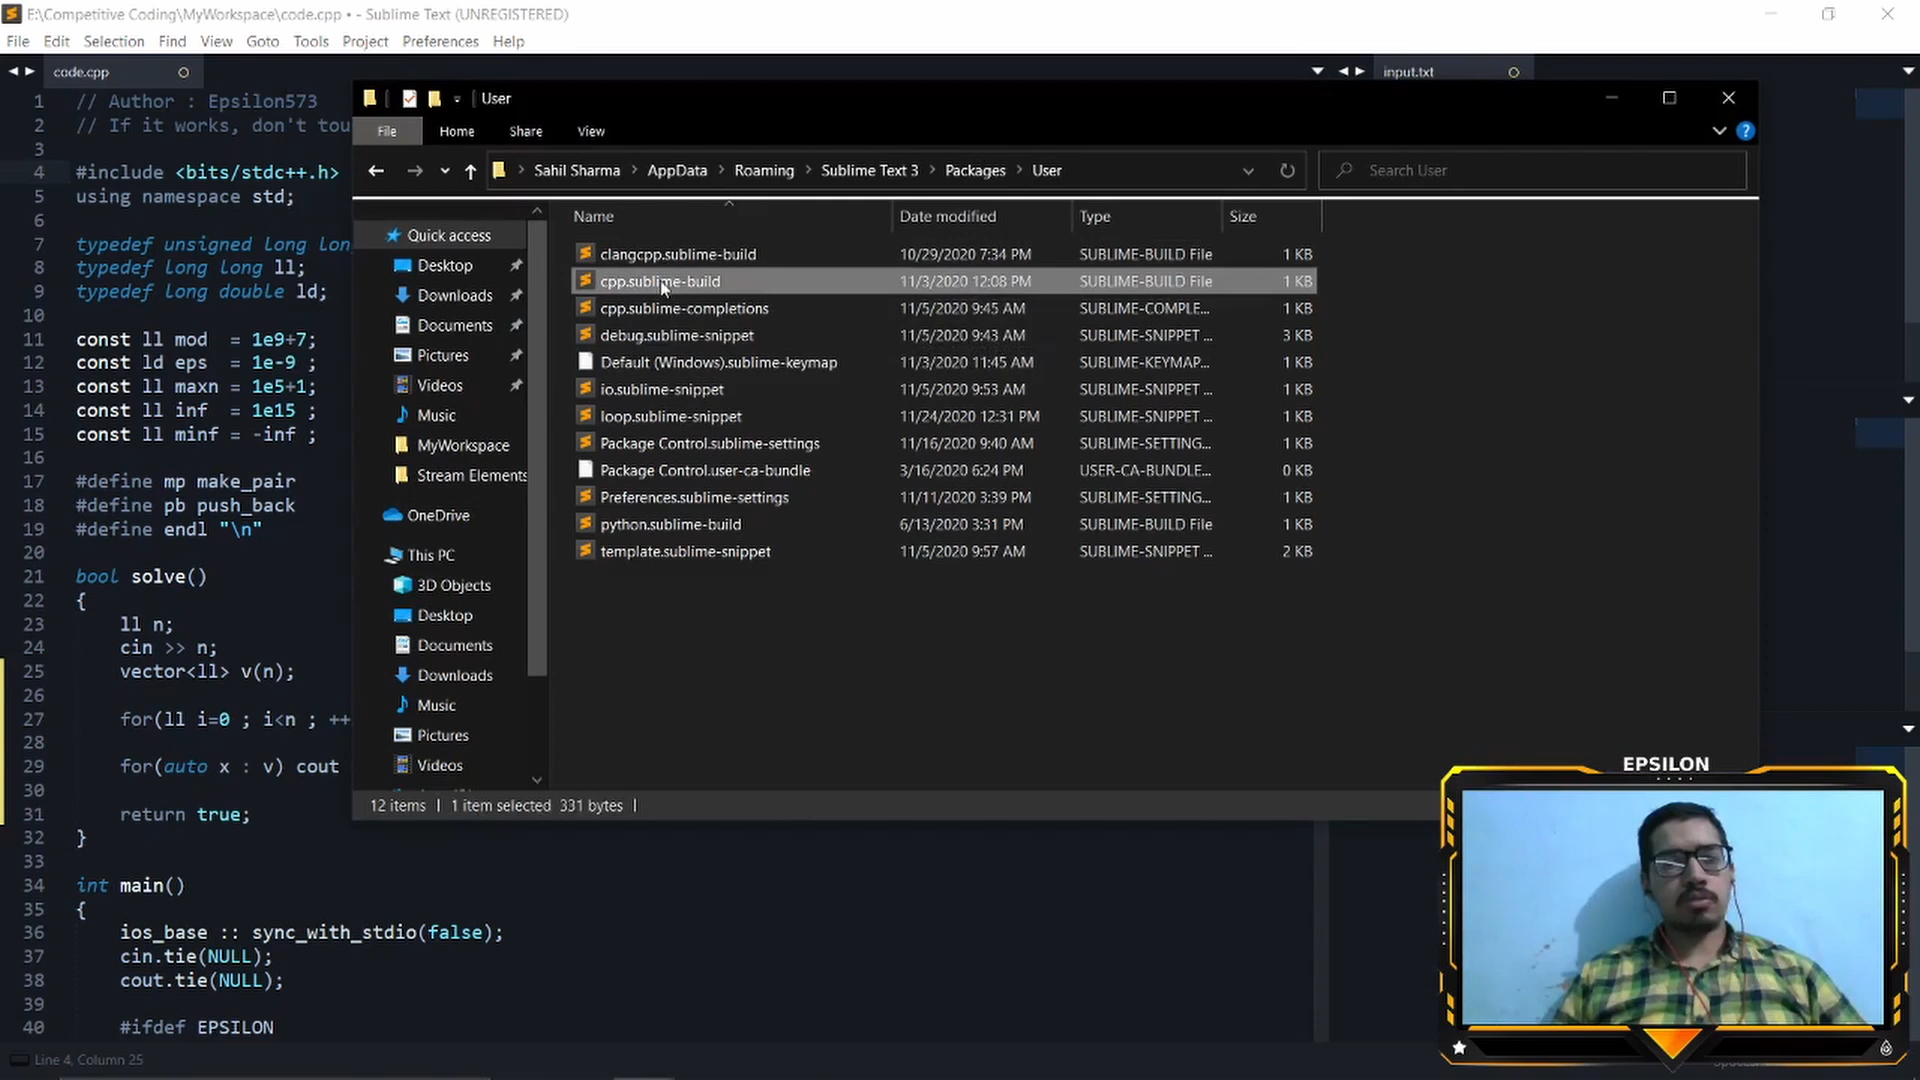 E:\Competitive Coding\MyWorkspace\code.cpp • - Sublime Text (UNREGISTERED)
File Edit Selection Find View Goto Tools Project Preferences Help
code.cpp
input.txt
1 // Author : Epsilon573
2 // If it works, don't tou
3
4 #include <bits/stdc++.h>
5 using namespace std;
6
7 typedef unsigned long lon
8 typedef long long ll;
9 typedef long double ld;
10
11 const ll mod  = 1e9+7;
12 const ld eps  = 1e-9 ;
13 const ll maxn = 1e5+1;
14 const ll inf  = 1e15 ;
15 const ll minf = -inf ;
16
17 #define mp make_pair
18 #define pb push_back
19 #define endl "\n"
20
21 bool solve()
22 {
23 ll n;
24 cin >> n;
25 vector<ll> v(n);
26
27 for(ll i=0 ; i<n ; ++
28
29 for(auto x : v) cout
30
31 return true;
32 }
33
34 int main()
35 {
36 ios_base :: sync_with_stdio(false);
37 cin.tie(NULL);
38 cout.tie(NULL);
39
40 #ifdef EPSILON
Line 4, Column 25
User
File Home Share View
Sahil Sharma > AppData > Roaming > Sublime Text 3 > Packages > User
Search User
Quick access
Desktop
Downloads
Documents
Pictures
Videos
Music
MyWorkspace
Stream Elements
OneDrive
This PC
3D Objects
Desktop
Documents
Downloads
Music
Pictures
Videos
Name Date modified Type Size
clangcpp.sublime-build 10/29/2020 7:34 PM SUBLIME-BUILD File 1 KB
cpp.sublime-build 11/3/2020 12:08 PM SUBLIME-BUILD File 1 KB
cpp.sublime-completions 11/5/2020 9:45 AM SUBLIME-COMPLE... 1 KB
debug.sublime-snippet 11/5/2020 9:43 AM SUBLIME-SNIPPET ... 3 KB
Default (Windows).sublime-keymap 11/3/2020 11:45 AM SUBLIME-KEYMAP... 1 KB
io.sublime-snippet 11/5/2020 9:53 AM SUBLIME-SNIPPET ... 1 KB
loop.sublime-snippet 11/24/2020 12:31 PM SUBLIME-SNIPPET ... 1 KB
Package Control.sublime-settings 11/16/2020 9:40 AM SUBLIME-SETTING... 1 KB
Package Control.user-ca-bundle 3/16/2020 6:24 PM USER-CA-BUNDLE... 0 KB
Preferences.sublime-settings 11/11/2020 3:39 PM SUBLIME-SETTING... 1 KB
python.sublime-build 6/13/2020 3:31 PM SUBLIME-BUILD File 1 KB
template.sublime-snippet 11/5/2020 9:57 AM SUBLIME-SNIPPET ... 2 KB
12 items | 1 item selected 331 bytes |
EPSILON